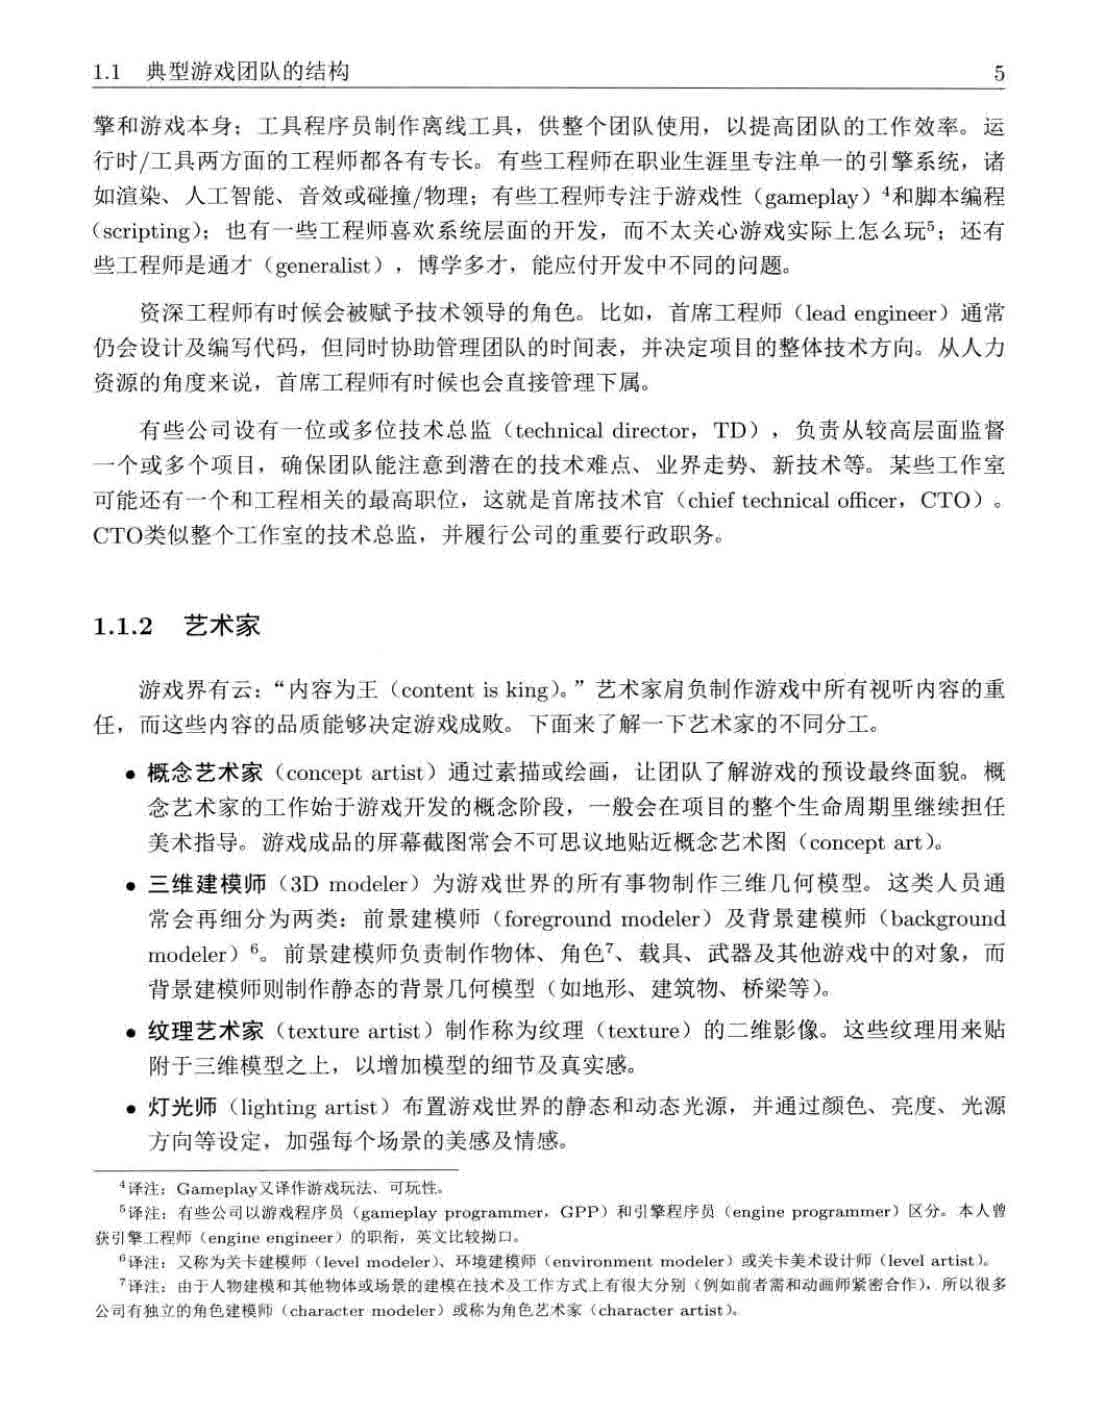 1.1 典型游戏团队的结构 5
擎和游戏本身；工具程序员制作离线工具，供整个团队使用，以提高团队的工作效率。运
行时/工具两方面的工程师都各有专长。有些工程师在职业生涯里专注单一的引擎系统，诸
如渲染、人工智能、音效或碰撞/物理；有些工程师专注于游戏性（gameplay）⁴和脚本编程
（scripting）；也有一些工程师喜欢系统层面的开发，而不太关心游戏实际上怎么玩⁵；还有
些工程师是通才（generalist），博学多才，能应付开发中不同的问题。
资深工程师有时候会被赋予技术领导的角色。比如，首席工程师（lead engineer）通常
仍会设计及编写代码，但同时协助管理团队的时间表，并决定项目的整体技术方向。从人力
资源的角度来说，首席工程师有时候也会直接管理下属。
有些公司设有一位或多位技术总监（technical director，TD），负责从较高层面监督
一个或多个项目，确保团队能注意到潜在的技术难点、业界走势、新技术等。某些工作室
可能还有一个和工程相关的最高职位，这就是首席技术官（chief technical officer，CTO）。
CTO类似整个工作室的技术总监，并履行公司的重要行政职务。
1.1.2 艺术家
游戏界有云：“内容为王（content is king）。”艺术家肩负制作游戏中所有视听内容的重
任，而这些内容的品质能够决定游戏成败。下面来了解一下艺术家的不同分工。
• 概念艺术家（concept artist）通过素描或绘画，让团队了解游戏的预设最终面貌。概
念艺术家的工作始于游戏开发的概念阶段，一般会在项目的整个生命周期里继续担任
美术指导。游戏成品的屏幕截图常会不可思议地贴近概念艺术图（concept art）。
• 三维建模师（3D modeler）为游戏世界的所有事物制作三维几何模型。这类人员通
常会再细分为两类：前景建模师（foreground modeler）及背景建模师（background
modeler）⁶。前景建模师负责制作物体、角色⁷、载具、武器及其他游戏中的对象，而
背景建模师则制作静态的背景几何模型（如地形、建筑物、桥梁等）。
• 纹理艺术家（texture artist）制作称为纹理（texture）的二维影像。这些纹理用来贴
附于三维模型之上，以增加模型的细节及真实感。
• 灯光师（lighting artist）布置游戏世界的静态和动态光源，并通过颜色、亮度、光源
方向等设定，加强每个场景的美感及情感。
⁴译注：Gameplay又译作游戏玩法、可玩性。
⁵译注：有些公司以游戏程序员（gameplay programmer，GPP）和引擎程序员（engine programmer）区分。本人曾
获引擎工程师（engine engineer）的职衔，英文比较拗口。
⁶译注：又称为关卡建模师（level modeler）、环境建模师（environment modeler）或关卡美术设计师（level artist）。
⁷译注：由于人物建模和其他物体或场景的建模在技术及工作方式上有很大分别（例如前者需和动画师紧密合作），所以很多
公司有独立的角色建模师（character modeler）或称为角色艺术家（character artist）。